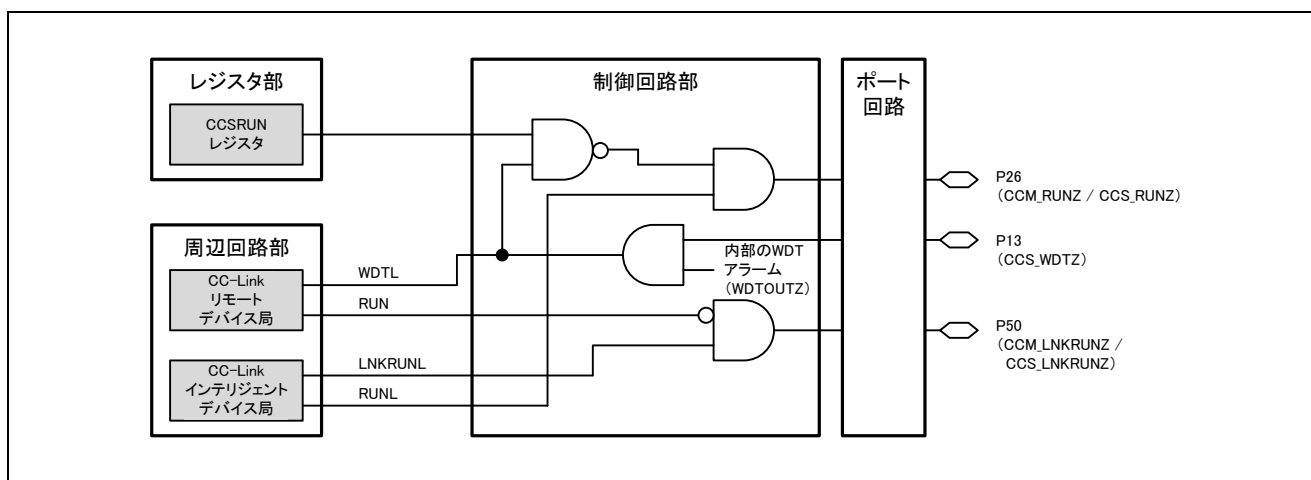 レジスタ部
CCSRUN
レジスタ
周辺回路部
CC-Link
リモート
デバイス局
CC-Link
インテリジェント
デバイス局
WDTL
RUN
LNKRUNL
RUNL
制御回路部
内部のWDT
アラーム
(WDTOUTZ)
ポート
回路
P26
(CCM_RUNZ / CCS_RUNZ)
P13
(CCS_WDTZ)
P50
(CCM_LNKRUNZ /
CCS_LNKRUNZ)